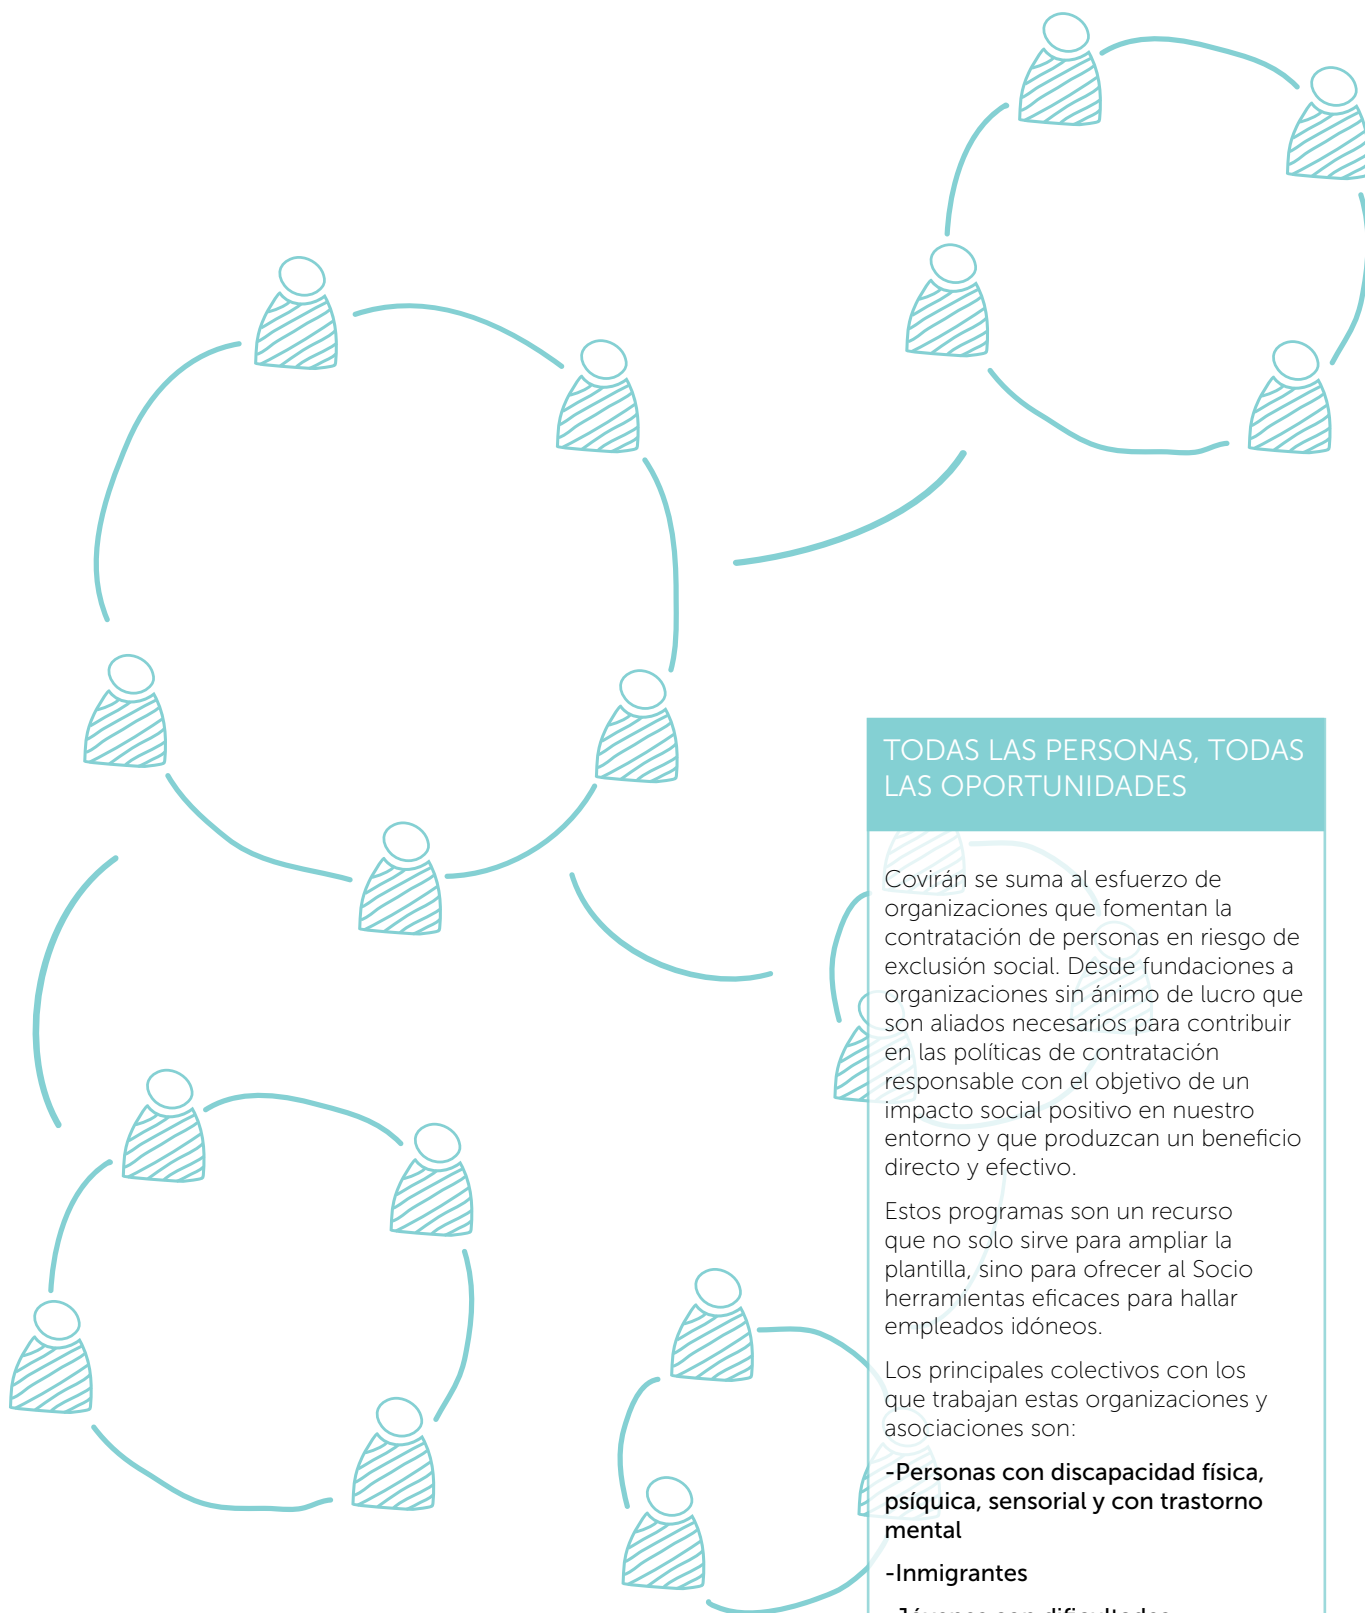 TODAS LAS PERSONAS, TODAS
LAS OPORTUNIDADES
Covirán se suma al esfuerzo de
organizaciones que fomentan la
contratación de personas en riesgo de
exclusión social. Desde fundaciones a
organizaciones sin ánimo de lucro que
son aliados necesarios para contribuir
en las políticas de contratación
responsable con el objetivo de un
impacto social positivo en nuestro
entorno y que produzcan un beneficio
directo y efectivo.
Estos programas son un recurso
que no solo sirve para ampliar la
plantilla, sino para ofrecer al Socio
herramientas eficaces para hallar
empleados idóneos.
Los principales colectivos con los
que trabajan estas organizaciones y
asociaciones son:
-Personas con discapacidad física,
psíquica, sensorial y con trastorno
mental
-Inmigrantes
-Jóvenes con dificultades